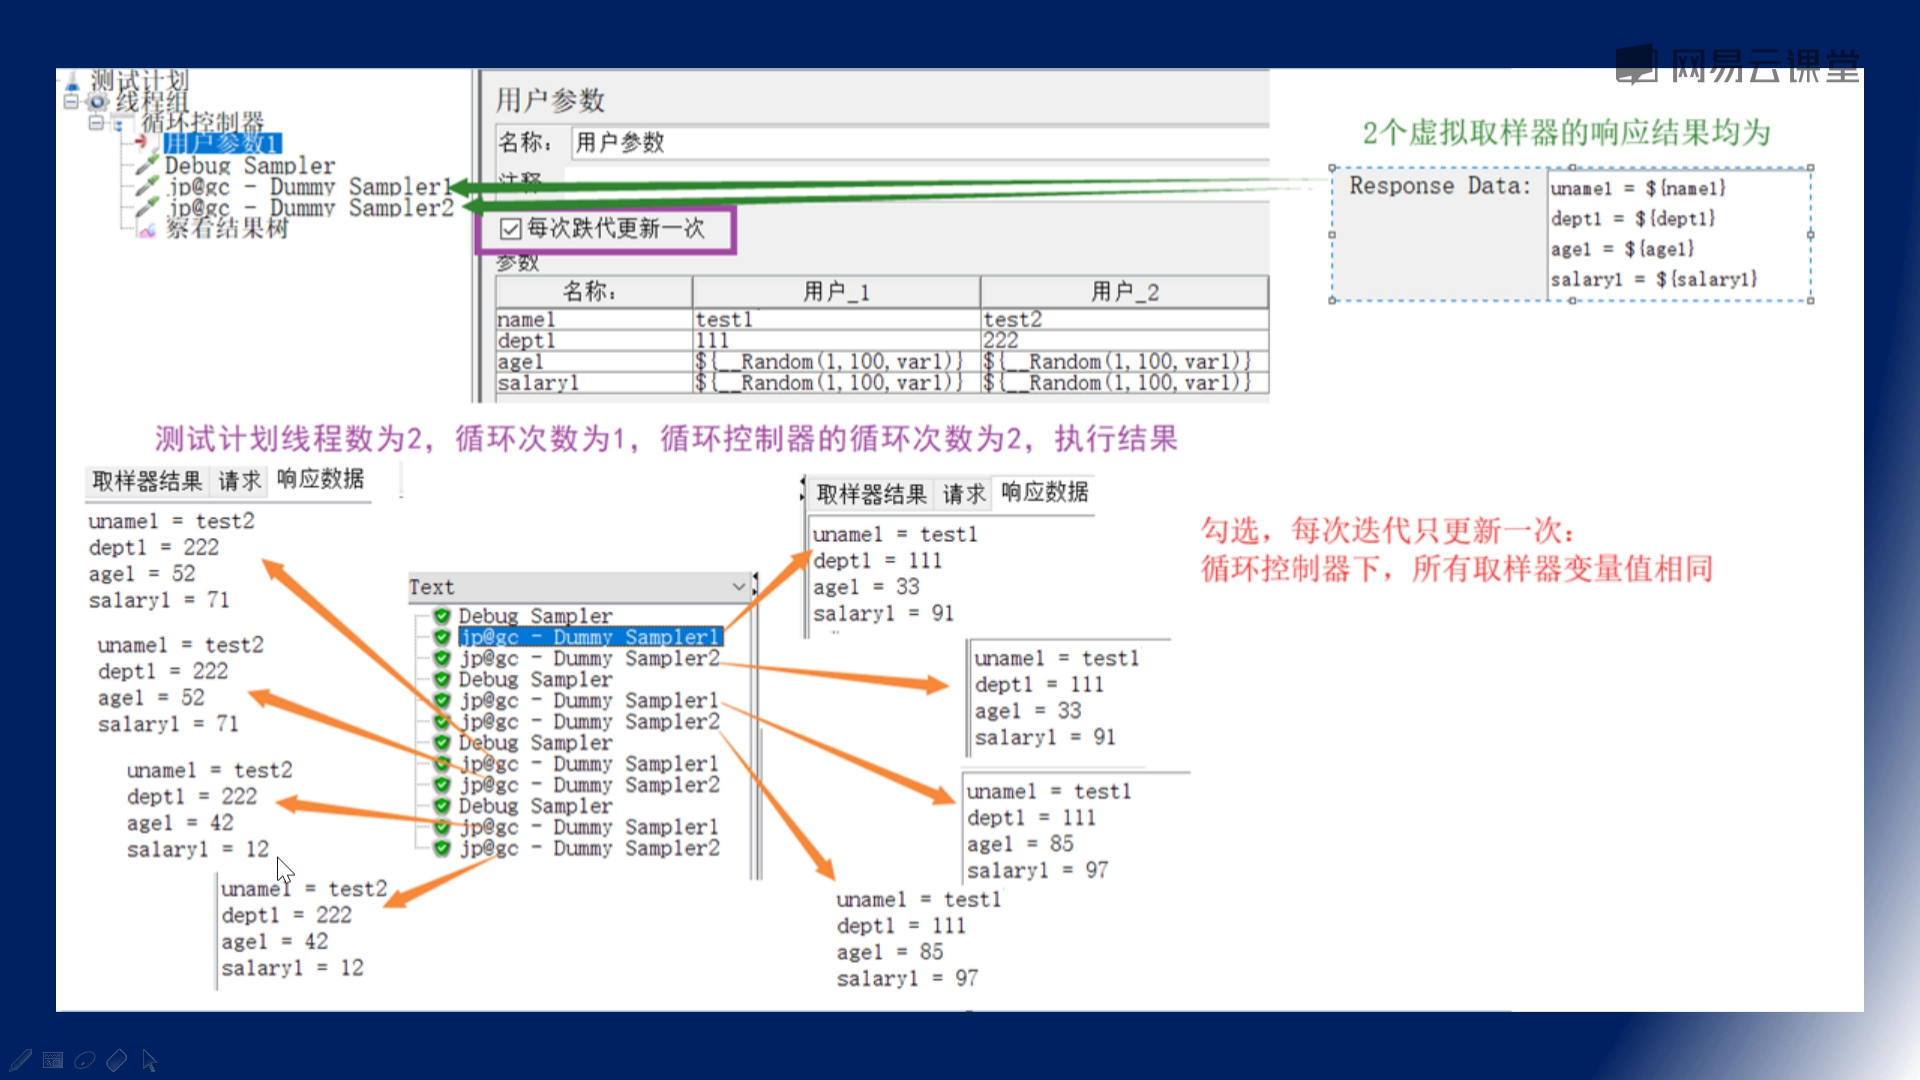 网易云课堂
测试计划
线程组
循环控制器
用户参数1
Debug Sampler
jp@gc - Dummy Sampler1
jp@gc - Dummy Sampler2
察看结果树
用户参数
名称： 用户参数
注释
每次跌代更新一次
参数
名称： 用户_1 用户_2
name1 test1 test2
dept1 111 222
age1 ${__Random(1,100,var1)} ${__Random(1,100,var1)}
salary1 ${__Random(1,100,var1)} ${__Random(1,100,var1)}
2个虚拟取样器的响应结果均为
Response Data: uname1 = ${name1}
dept1 = ${dept1}
age1 = ${age1}
salary1 = ${salary1}
测试计划线程数为2，循环次数为1，循环控制器的循环次数为2，执行结果
取样器结果 请求 响应数据
uname1 = test2
dept1 = 222
age1 = 52
salary1 = 71
uname1 = test2
dept1 = 222
age1 = 52
salary1 = 71
uname1 = test2
dept1 = 222
age1 = 42
salary1 = 12
uname1 = test2
dept1 = 222
age1 = 42
salary1 = 12
Text
Debug Sampler
jp@gc - Dummy Sampler1
jp@gc - Dummy Sampler2
Debug Sampler
jp@gc - Dummy Sampler1
jp@gc - Dummy Sampler2
Debug Sampler
jp@gc - Dummy Sampler1
jp@gc - Dummy Sampler2
Debug Sampler
jp@gc - Dummy Sampler1
jp@gc - Dummy Sampler2
取样器结果 请求 响应数据
uname1 = test1
dept1 = 111
age1 = 33
salary1 = 91
uname1 = test1
dept1 = 111
age1 = 33
salary1 = 91
uname1 = test1
dept1 = 111
age1 = 85
salary1 = 97
uname1 = test1
dept1 = 111
age1 = 85
salary1 = 97
勾选，每次迭代只更新一次：
循环控制器下，所有取样器变量值相同